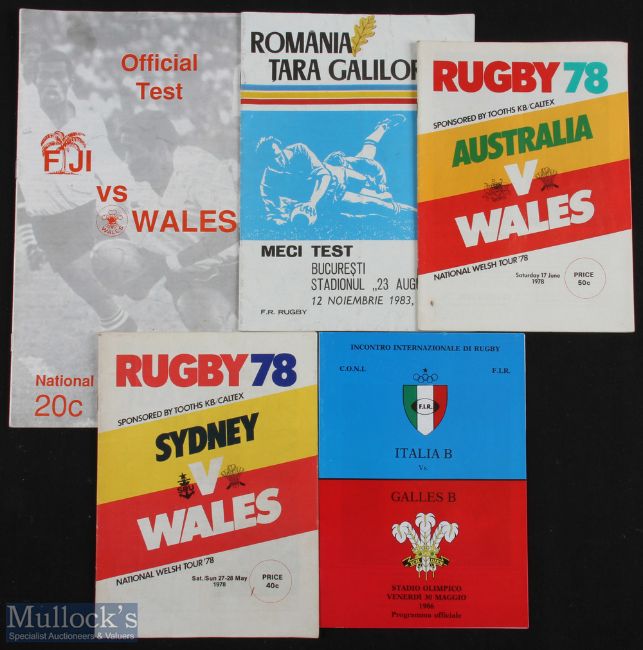 Official
Test
FIJI
VS
WALES
National
20c
ROMANIA
TARA GALILOR
MECI TEST
BUCUREŞTI
STADIONUL „23 AUG
12 NOIEMBRIE 1983,
F.R. RUGBY
RUGBY 78
SPONSORED BY TOOTHS KB/CALTEX
AUSTRALIA
V
WALES
NATIONAL WELSH TOUR '78
Saturday 17 June
1978
PRICE
50c
RUGBY 78
SPONSORED BY TOOTHS KB/CALTEX
SYDNEY
V
WALES
NATIONAL WELSH TOUR '78
Sat./Sun 27-28 May
1978
PRICE
40c
INCONTRO INTERNAZIONALE DI RUGBY
C.O.N.I. F.I.R.
F.I.R.
ITALIA B
Vs.
GALLES B
STADIO OLIMPICO
VENERDÌ 30 MAGGIO
1986
Programma ufficiale
Mullock's
Specialist Auctioneers & Valuers